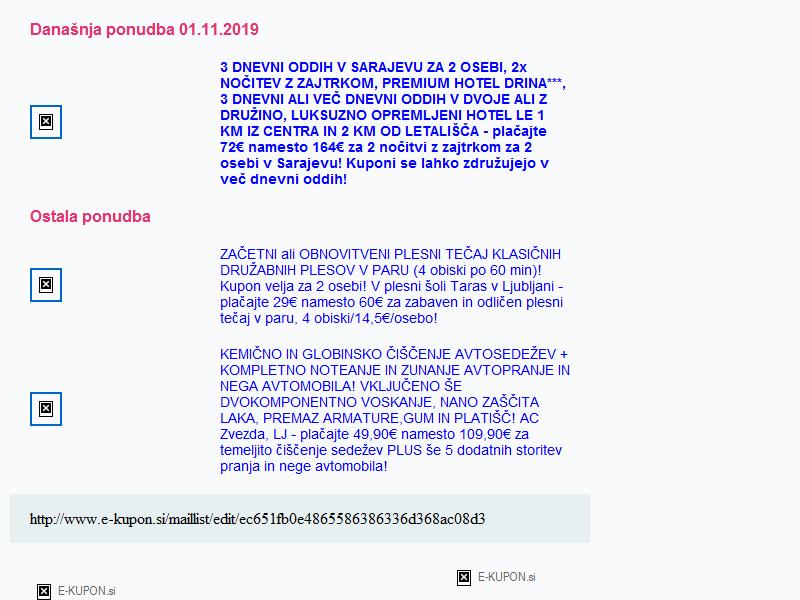 Današnja ponudba 01.11.2019
3 DNEVNI ODDIH V SARAJEVU ZA 2 OSEBI, 2x
NOČITEV Z ZAJTRKOM, PREMIUM HOTEL DRINA***,
3 DNEVNI ALI VEČ DNEVNI ODDIH V DVOJE ALI Z
DRUŽINO, LUKSUZNO OPREMLJENI HOTEL LE 1
KM IZ CENTRA IN 2 KM OD LETALIŠČA - plačajte
72€ namesto 164€ za 2 nočitvi z zajtrkom za 2
osebi v Sarajevu! Kuponi se lahko združujejo v
več dnevni oddih!
Ostala ponudba
ZAČETNI ali OBNOVITVENI PLESNI TEČAJ KLASIČNIH
DRUŽABNIH PLESOV V PARU (4 obiski po 60 min)!
Kupon velja za 2 osebi! V plesni šoli Taras v Ljubljani -
plačajte 29€ namesto 60€ za zabaven in odličen plesni
tečaj v paru, 4 obiski/14,5€/osebo!
KEMIČNO IN GLOBINSKO ČIŠČENJE AVTOSEDEŽEV +
KOMPLETNO NOTEANJE IN ZUNANJE AVTOPRANJE IN
NEGA AVTOMOBILA! VKLJUČENO ŠE
DVOKOMPONENTNO VOSKANJE, NANO ZAŠČITA
LAKA, PREMAZ ARMATURE,GUM IN PLATIŠČ! AC
Zvezda, LJ - plačajte 49,90€ namesto 109,90€ za
temeljito čiščenje sedežev PLUS še 5 dodatnih storitev
pranja in nege avtomobila!
http://www.e-kupon.si/maillist/edit/ec651fb0e4865586386336d368ac08d3
E-KUPON.si
E-KUPON.si